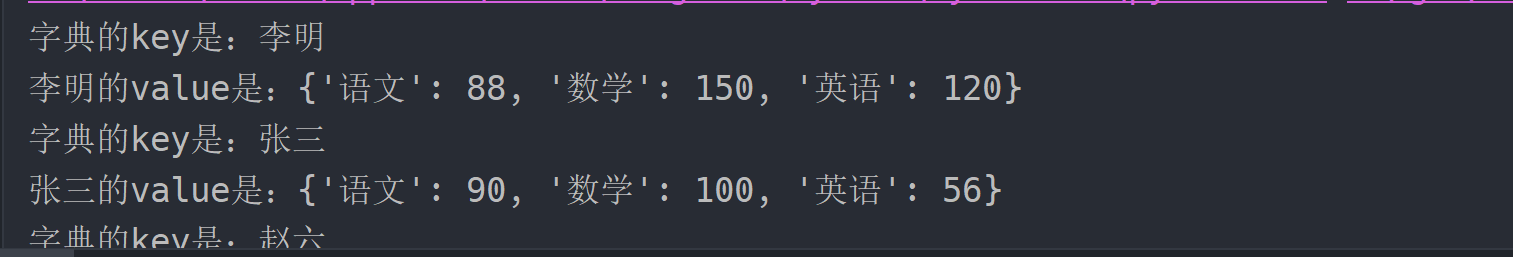 字典的key是：李明
李明的value是：{'语文': 88, '数学': 150, '英语': 120}
字典的key是：张三
张三的value是：{'语文': 90, '数学': 100, '英语': 56}
字典的key是：赵六